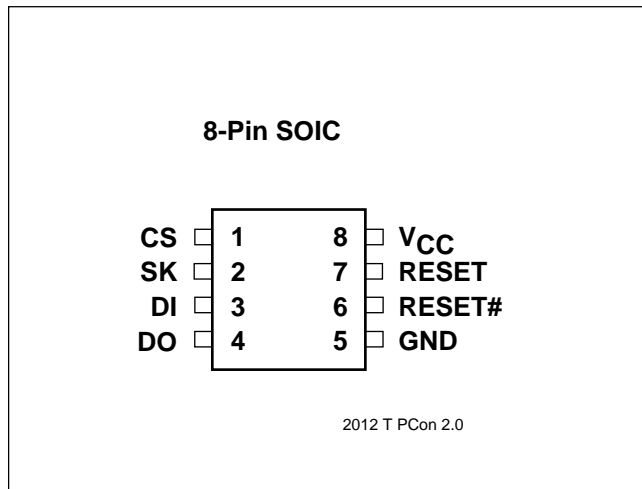 8-Pin SOIC
CS 1 8 VCC
SK 2 7 RESET
DI 3 6 RESET#
DO 4 5 GND
2012 T PCon 2.0